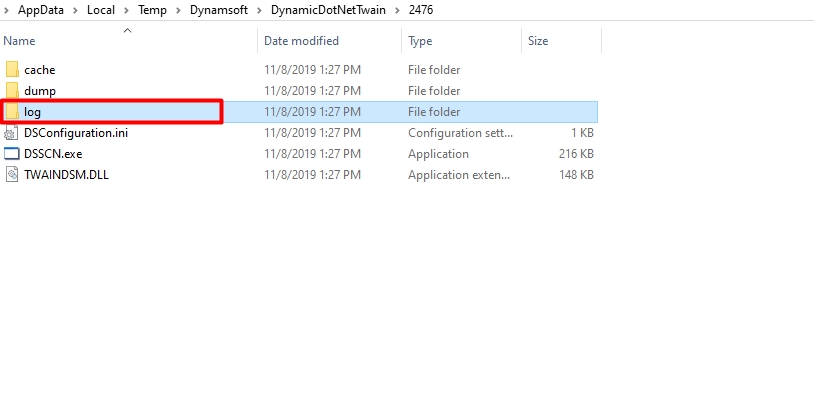 AppData > Local > Temp > Dynamsoft > DynamicDotNetTwain > 2476
Name Date modified Type Size
cache 11/8/2019 1:27 PM File folder
dump 11/8/2019 1:27 PM File folder
log 11/8/2019 1:27 PM File folder
DSConfiguration.ini 11/8/2019 1:27 PM Configuration sett... 1 KB
DSSCN.exe 11/8/2019 1:27 PM Application 216 KB
TWAINDSM.DLL 11/8/2019 1:27 PM Application exten... 148 KB